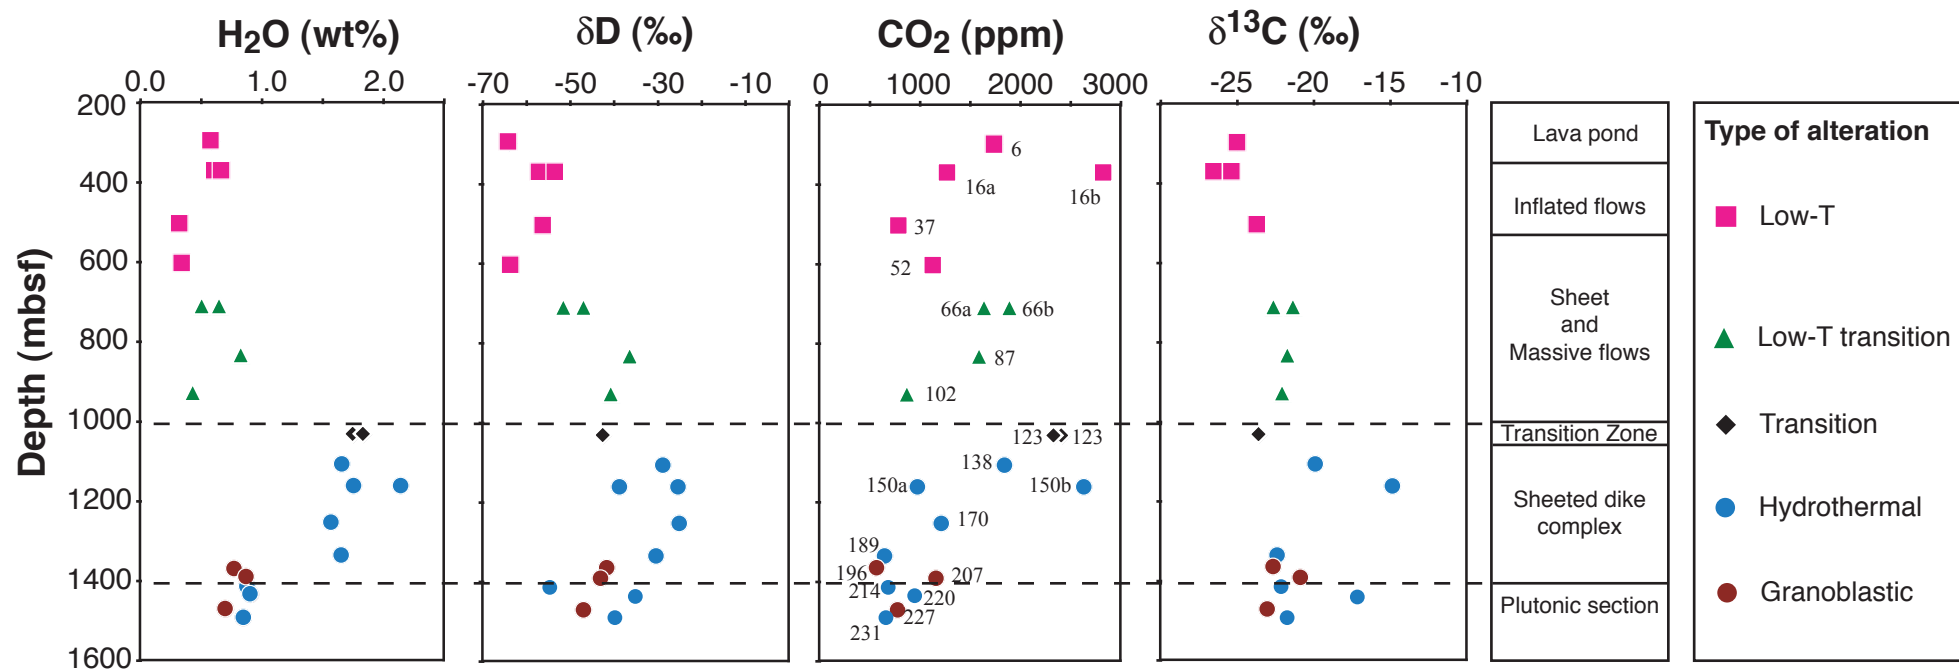 H2O (wt%) δD (‰) CO2 (ppm) δ13C (‰)
0.0 1.0 2.0 -70 -50 -30 -10 0 1000 2000 3000 -25 -20 -15 -10
Depth (mbsf)
200
400
600
800
1000
1200
1400
1600
6
16a
16b
37
52
66a 66b
87
102
123 123
138
150a 150b
170
189
196 207
214
220
227
231
Lava pond
Inflated flows
Sheet
and
Massive flows
Transition Zone
Sheeted dike
complex
Plutonic section
Type of alteration
Low-T
Low-T transition
Transition
Hydrothermal
Granoblastic